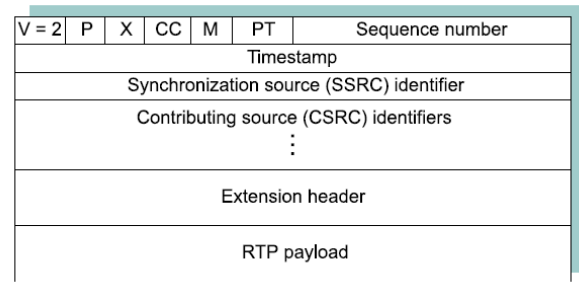 V = 2 P X CC M PT Sequence number
Timestamp
Synchronization source (SSRC) identifier
Contributing source (CSRC) identifiers
⋮
Extension header
RTP payload